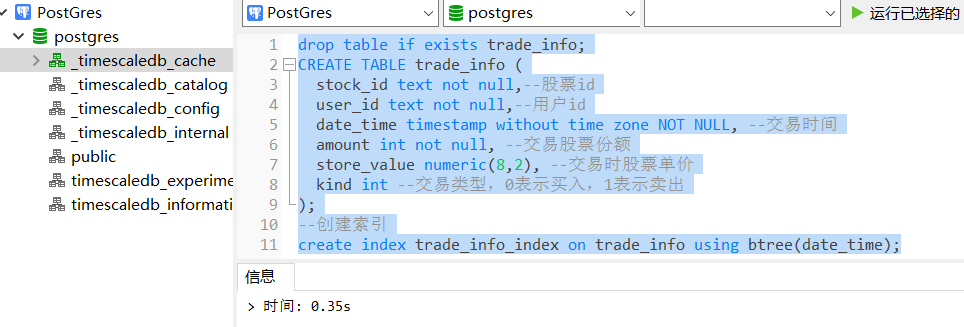 PostGres
postgres
_timescaledb_cache
_timescaledb_catalog
_timescaledb_config
_timescaledb_internal
public
timescaledb_experime
timescaledb_informati
PostGres postgres 运行已选择的
1 drop table if exists trade_info;
2 CREATE TABLE trade_info (
3 stock_id text not null,--股票id
4 user_id text not null,--用户id
5 date_time timestamp without time zone NOT NULL, --交易时间
6 amount int not null, --交易股票份额
7 store_value numeric(8,2), --交易时股票单价
8 kind int --交易类型，0表示买入，1表示卖出
9 );
10 --创建索引
11 create index trade_info_index on trade_info using btree(date_time);
信息
> 时间: 0.35s